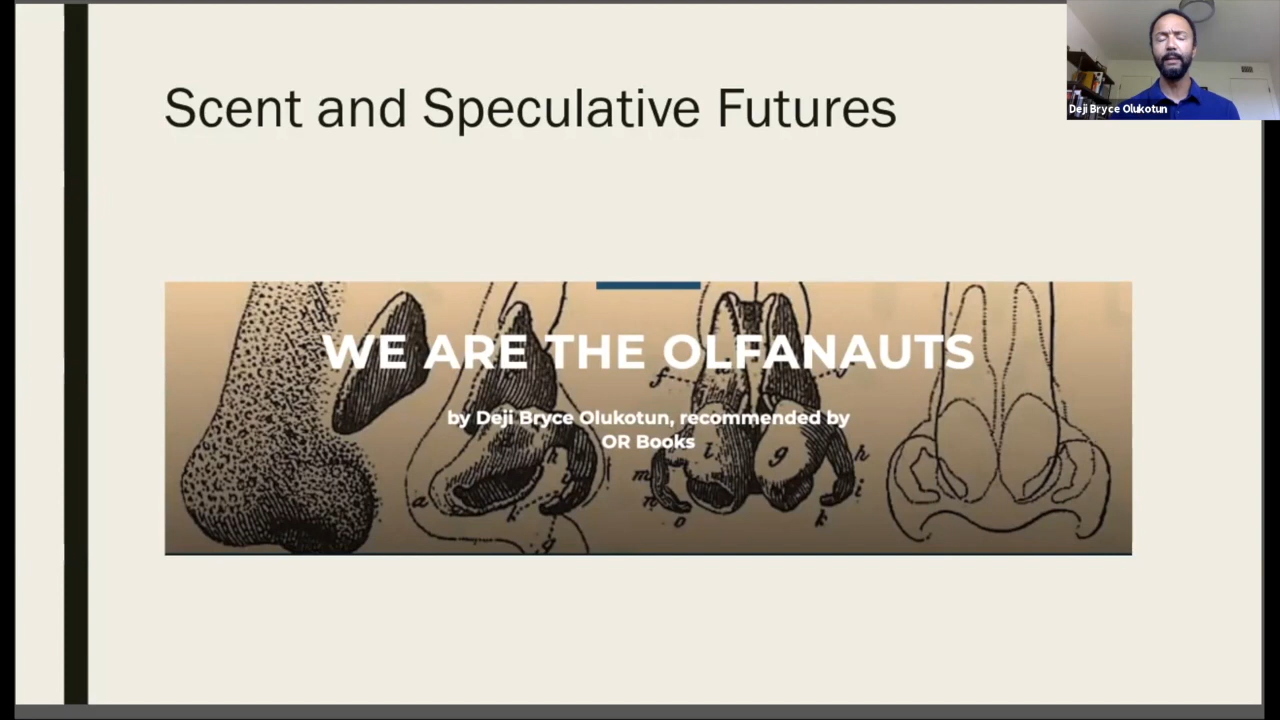 Scent and Speculative Futures
Deji Bryce Olukotun
WE ARE THE OLFANAUTS
by Deji Bryce Olukotun, recommended by
OR Books
f
h
i
g
h
a
m
i
n
k
o
k
g